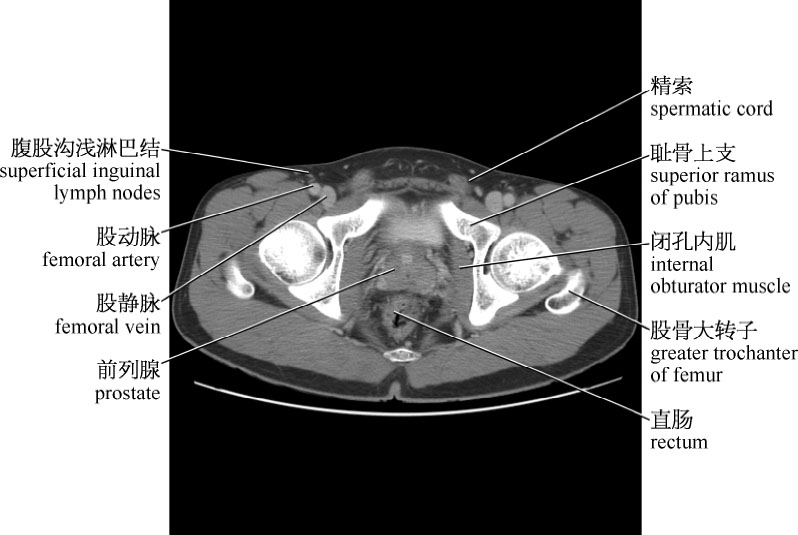 腹股沟浅淋巴结
superficial inguinal
lymph nodes
股动脉
femoral artery
股静脉
femoral vein
前列腺
prostate
精索
spermatic cord
耻骨上支
superior ramus
of pubis
闭孔内肌
internal
obturator muscle
股骨大转子
greater trochanter
of femur
直肠
rectum